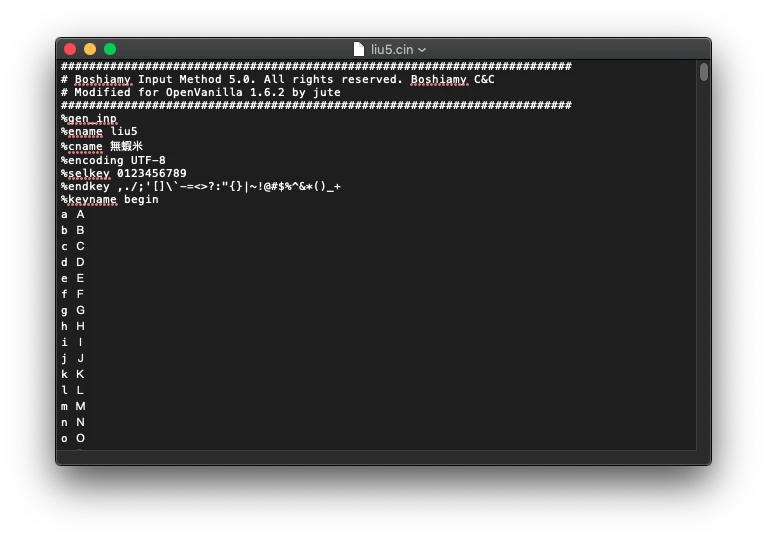 liu5.cin
#########################################################################
# Boshiamy Input Method 5.0. All rights reserved. Boshiamy C&C
# Modified for OpenVanilla 1.6.2 by jute
#########################################################################
%gen_inp
%ename liu5
%cname 無蝦米
%encoding UTF-8
%selkey 0123456789
%endkey ,./;'[]\`-=<>?:"{}|~!@#$%^&*()_+
%keyname begin
a A
b B
c C
d D
e E
f F
g G
h H
i I
j J
k K
l L
m M
n N
o O